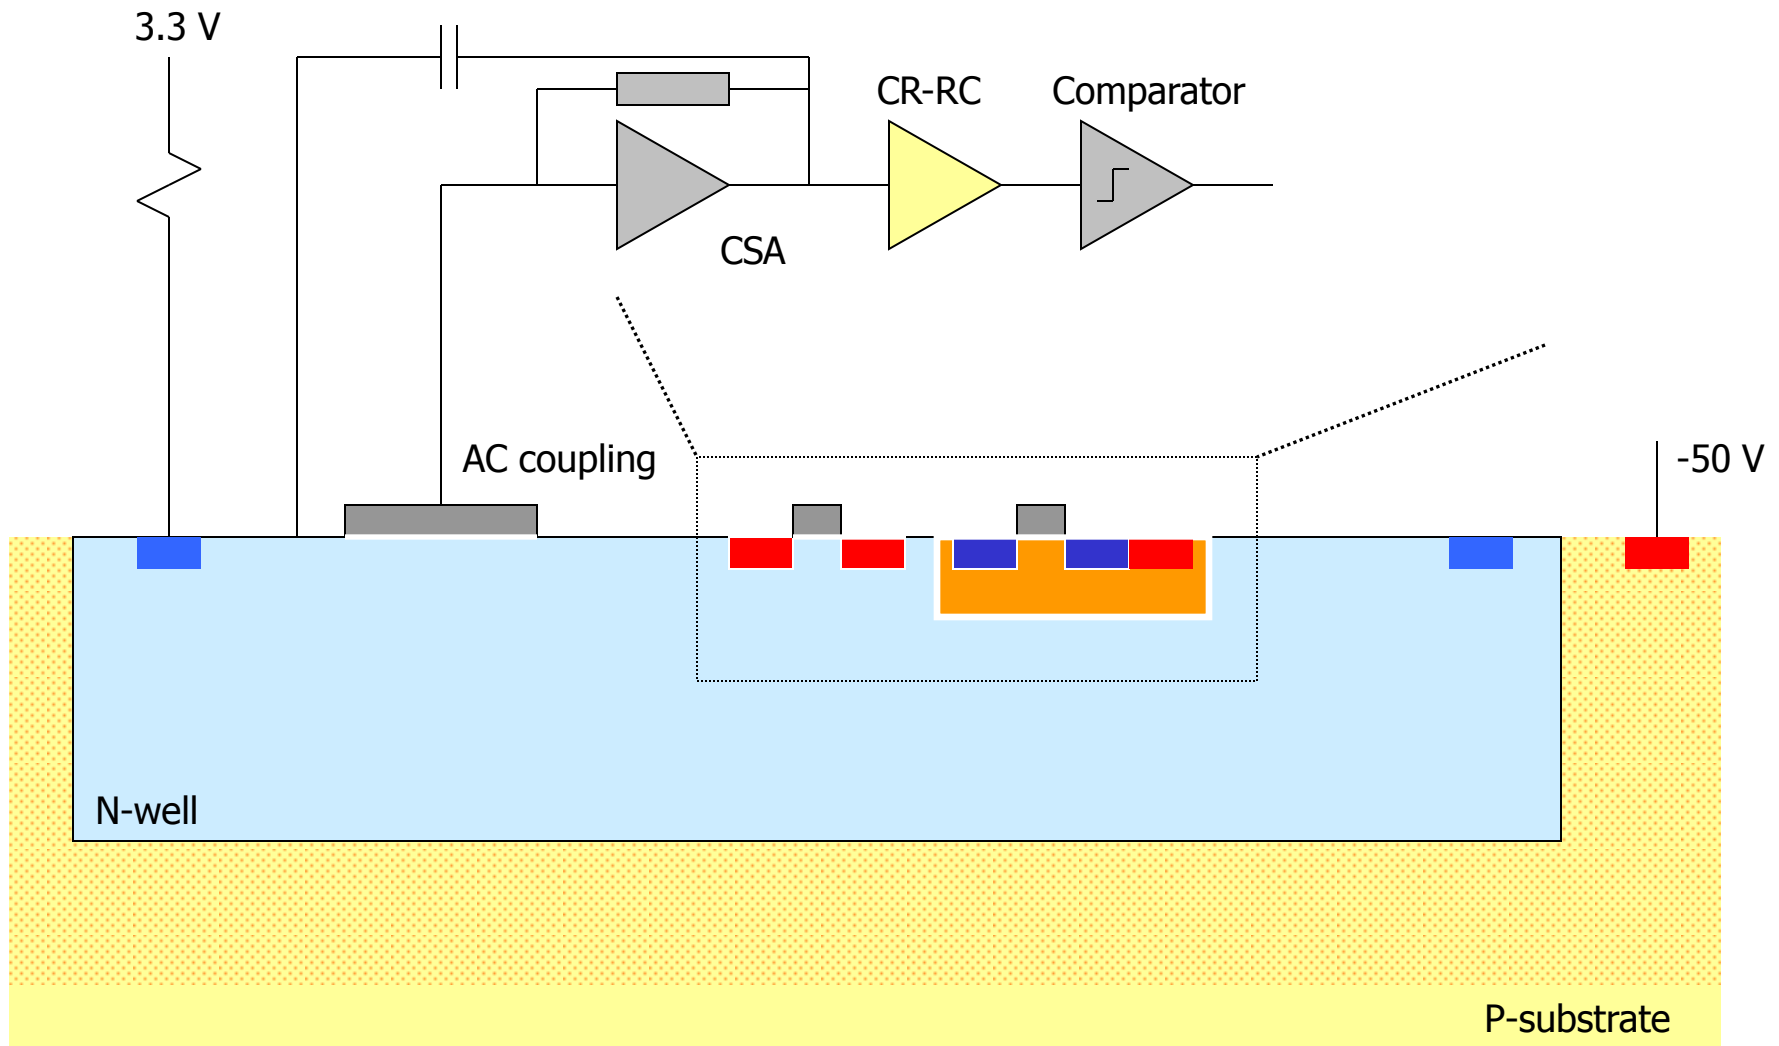 3.3 V
CR-RC
Comparator
CSA
AC coupling
-50 V
N-well
P-substrate